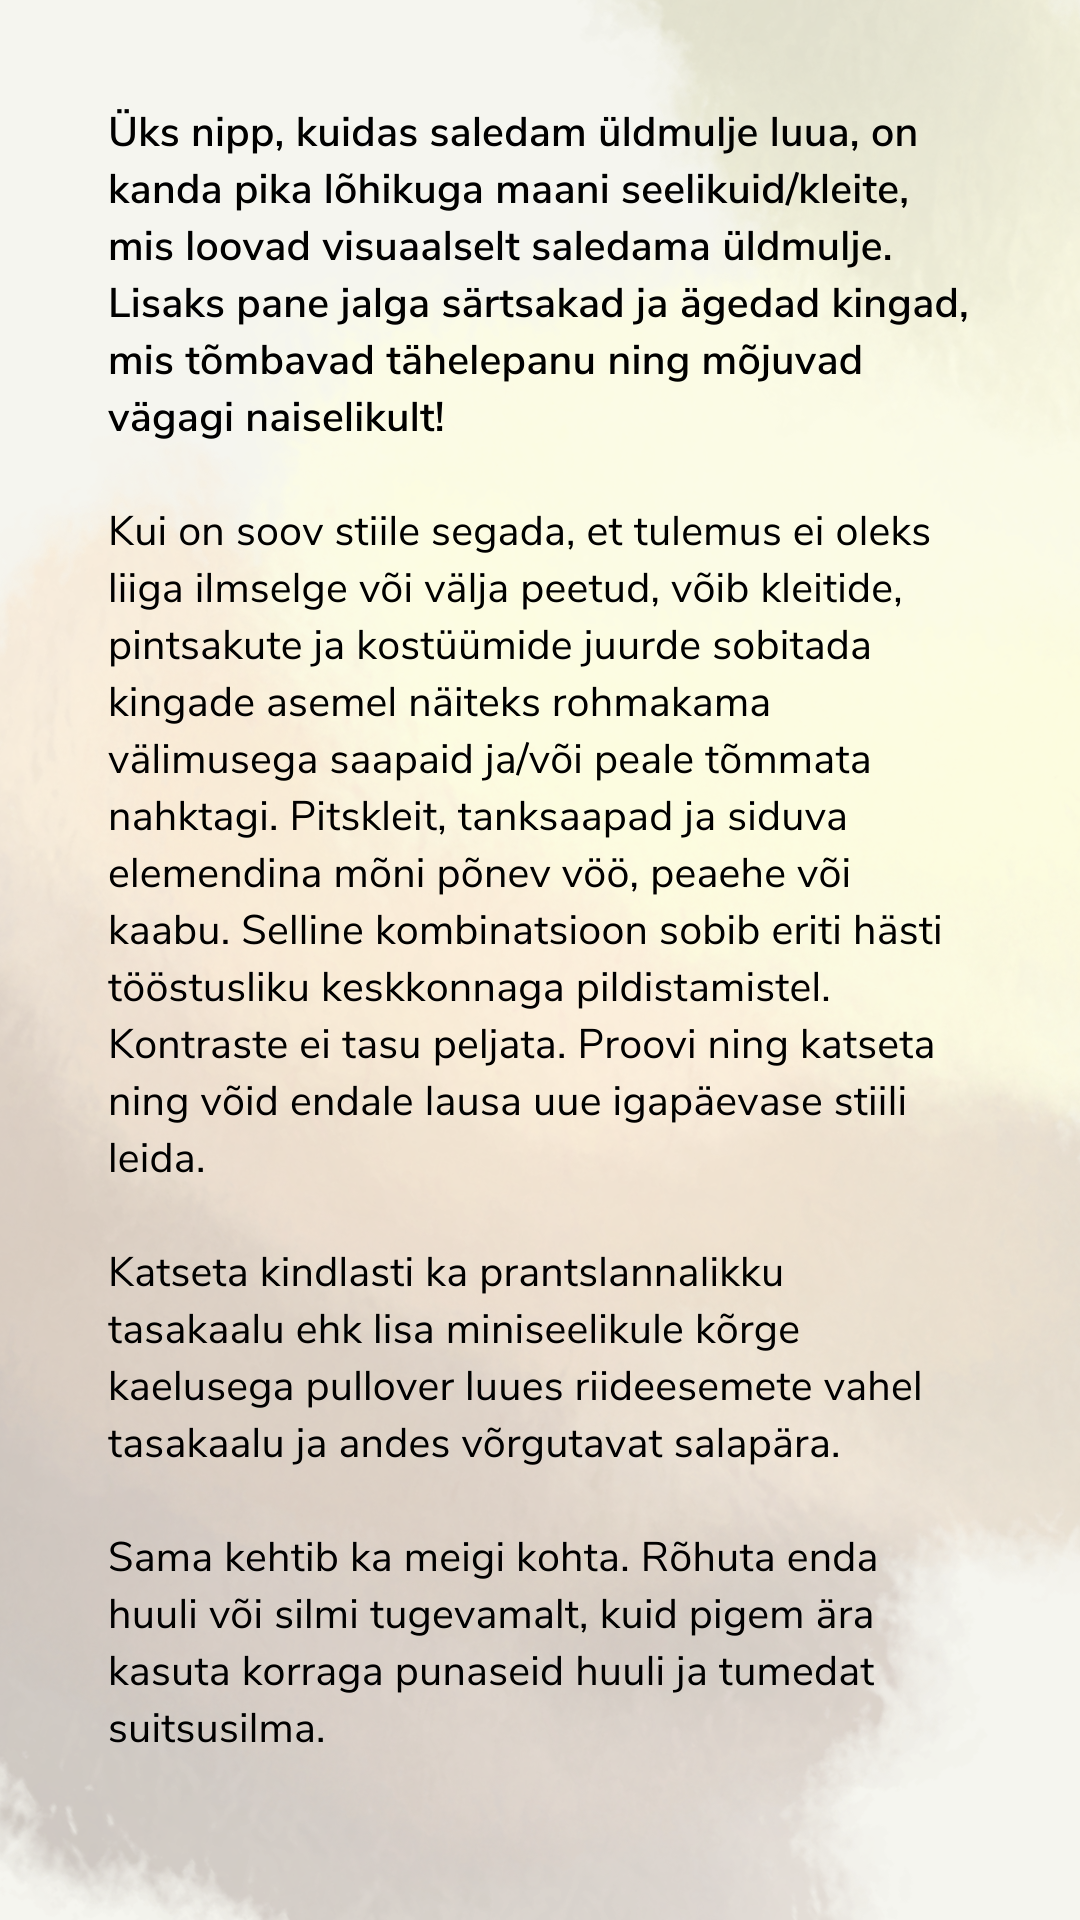 Üks nipp, kuidas saledam üldmulje luua, on
kanda pika lõhikuga maani seelikuid/kleite,
mis loovad visuaalselt saledama üldmulje.
Lisaks pane jalga särtsakad ja ägedad kingad,
mis tõmbavad tähelepanu ning mõjuvad
vägagi naiselikult!
Kui on soov stiile segada, et tulemus ei oleks
liiga ilmselge või välja peetud, võib kleitide,
pintsakute ja kostüümide juurde sobitada
kingade asemel näiteks rohmakama
välimusega saapaid ja/või peale tõmmata
nahktagi. Pitskleit, tanksaapad ja siduva
elemendina mõni põnev vöö, peaehe või
kaabu. Selline kombinatsioon sobib eriti hästi
tööstusliku keskkonnaga pildistamistel.
Kontraste ei tasu peljata. Proovi ning katseta
ning võid endale lausa uue igapäevase stiili
leida.
Katseta kindlasti ka prantslannalikku
tasakaalu ehk lisa miniseelikule kõrge
kaelusega pullover luues riideesemete vahel
tasakaalu ja andes võrgutavat salapära.
Sama kehtib ka meigi kohta. Rõhuta enda
huuli või silmi tugevamalt, kuid pigem ära
kasuta korraga punaseid huuli ja tumedat
suitsusilma.